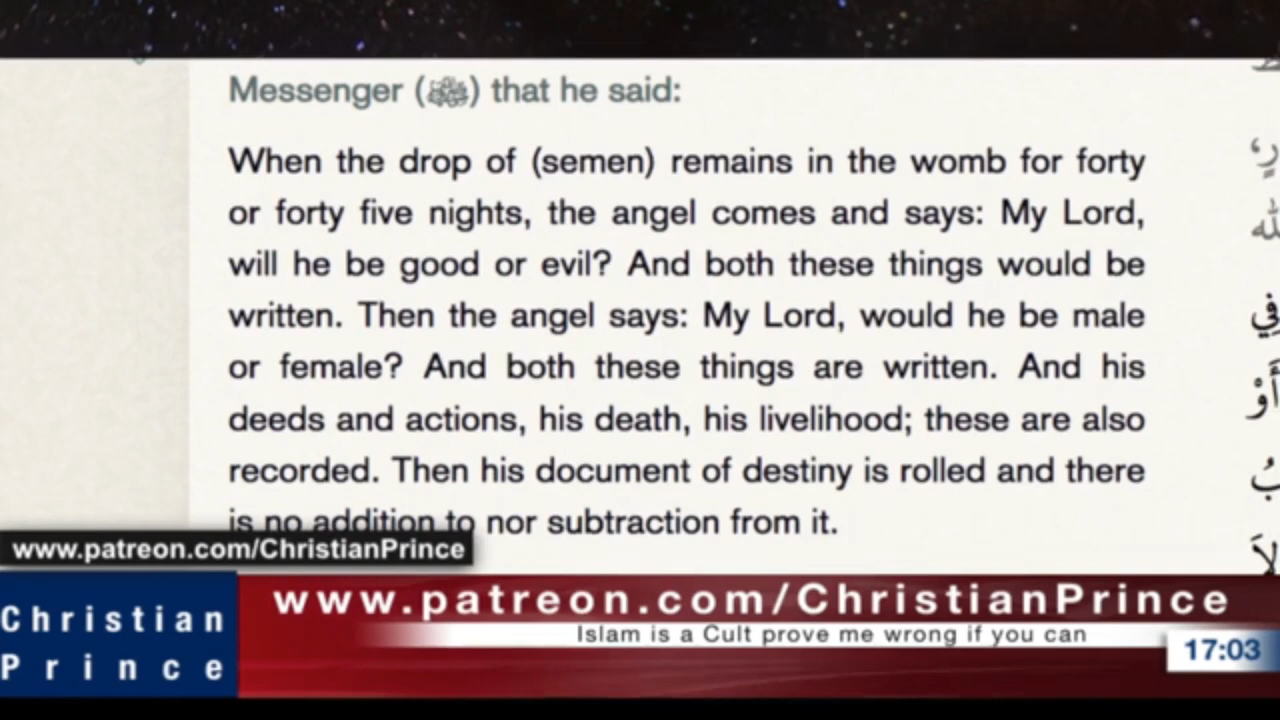 Messenger (ﷺ) that he said:
When the drop of (semen) remains in the womb for forty
or forty five nights, the angel comes and says: My Lord,
will he be good or evil? And both these things would be
written. Then the angel says: My Lord, would he be male
or female? And both these things are written. And his
deeds and actions, his death, his livelihood; these are also
recorded. Then his document of destiny is rolled and there
is no addition to nor subtraction from it.
في
أَوْ
www.patreon.com/ChristianPrince
www.patreon.com/ChristianPrince
Christian
Prince
Islam is a Cult prove me wrong if you can
17:03